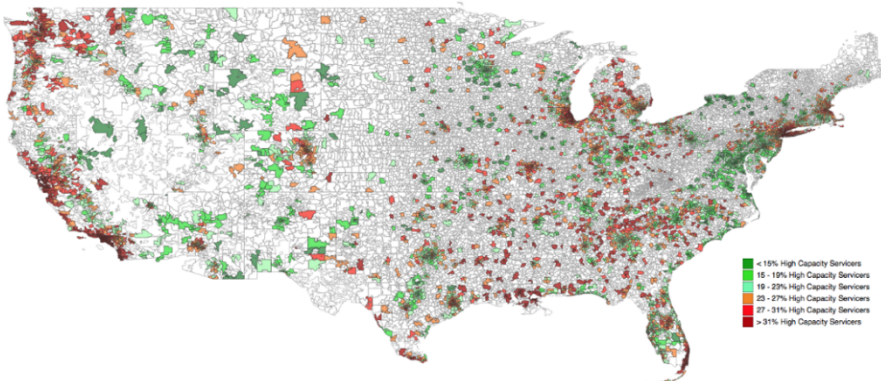 < 15% High Capacity Servicers
15 - 19% High Capacity Servicers
19 - 23% High Capacity Servicers
23 - 27% High Capacity Servicers
27 - 31% High Capacity Servicers
> 31% High Capacity Servicers